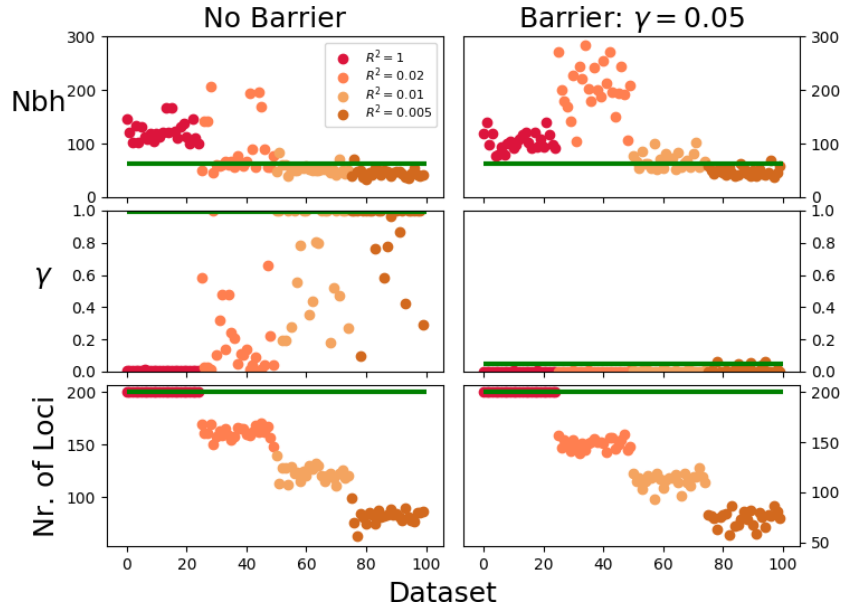 No Barrier
Barrier: γ = 0.05
Nbh
300
200
100
0
R² = 1
R² = 0.02
R² = 0.01
R² = 0.005
300
200
100
0
γ
1.0
0.8
0.6
0.4
0.2
0.0
1.0
0.8
0.6
0.4
0.2
0.0
Nr. of Loci
200
150
100
200
150
100
50
0 20 40 60 80 100
0 20 40 60 80 100
Dataset